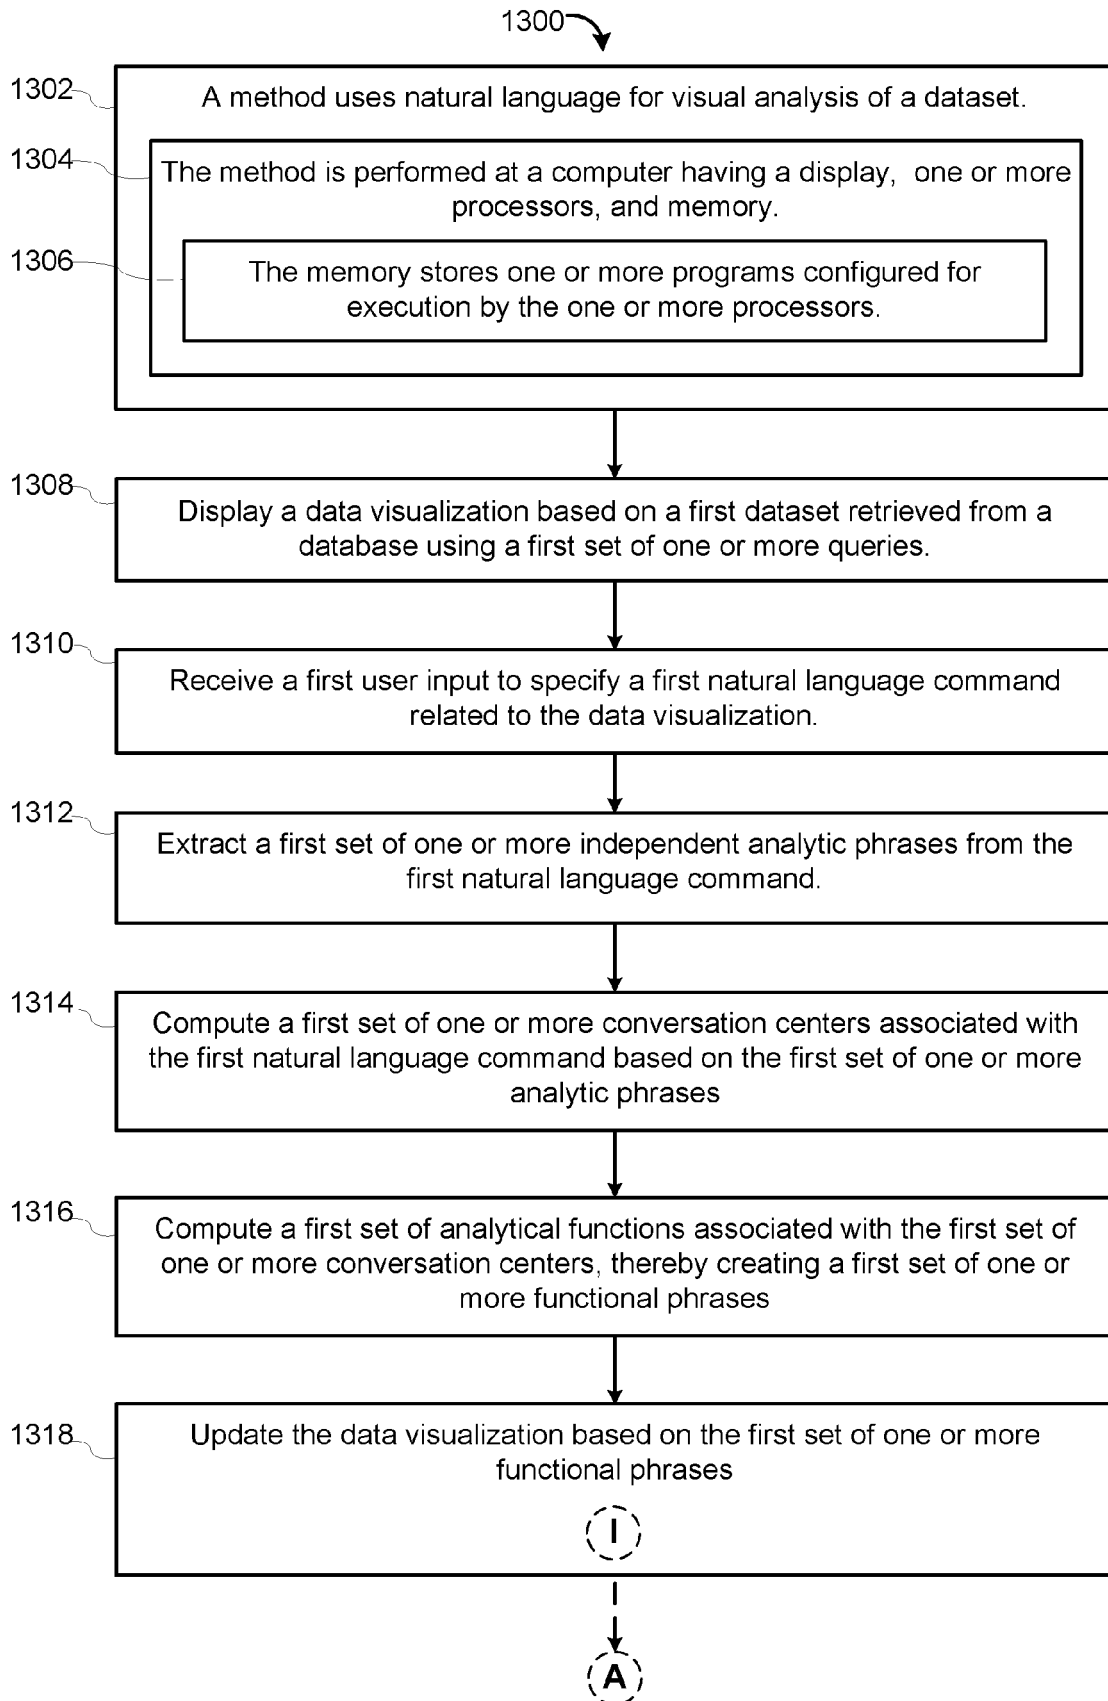 1300
1302
A method uses natural language for visual analysis of a dataset.
1304
The method is performed at a computer having a display, one or more
processors, and memory.
1306
The memory stores one or more programs configured for
execution by the one or more processors.
1308
Display a data visualization based on a first dataset retrieved from a
database using a first set of one or more queries.
1310
Receive a first user input to specify a first natural language command
related to the data visualization.
1312
Extract a first set of one or more independent analytic phrases from the
first natural language command.
1314
Compute a first set of one or more conversation centers associated with
the first natural language command based on the first set of one or more
analytic phrases
1316
Compute a first set of analytical functions associated with the first set of
one or more conversation centers, thereby creating a first set of one or
more functional phrases
1318
Update the data visualization based on the first set of one or more
functional phrases
I
A